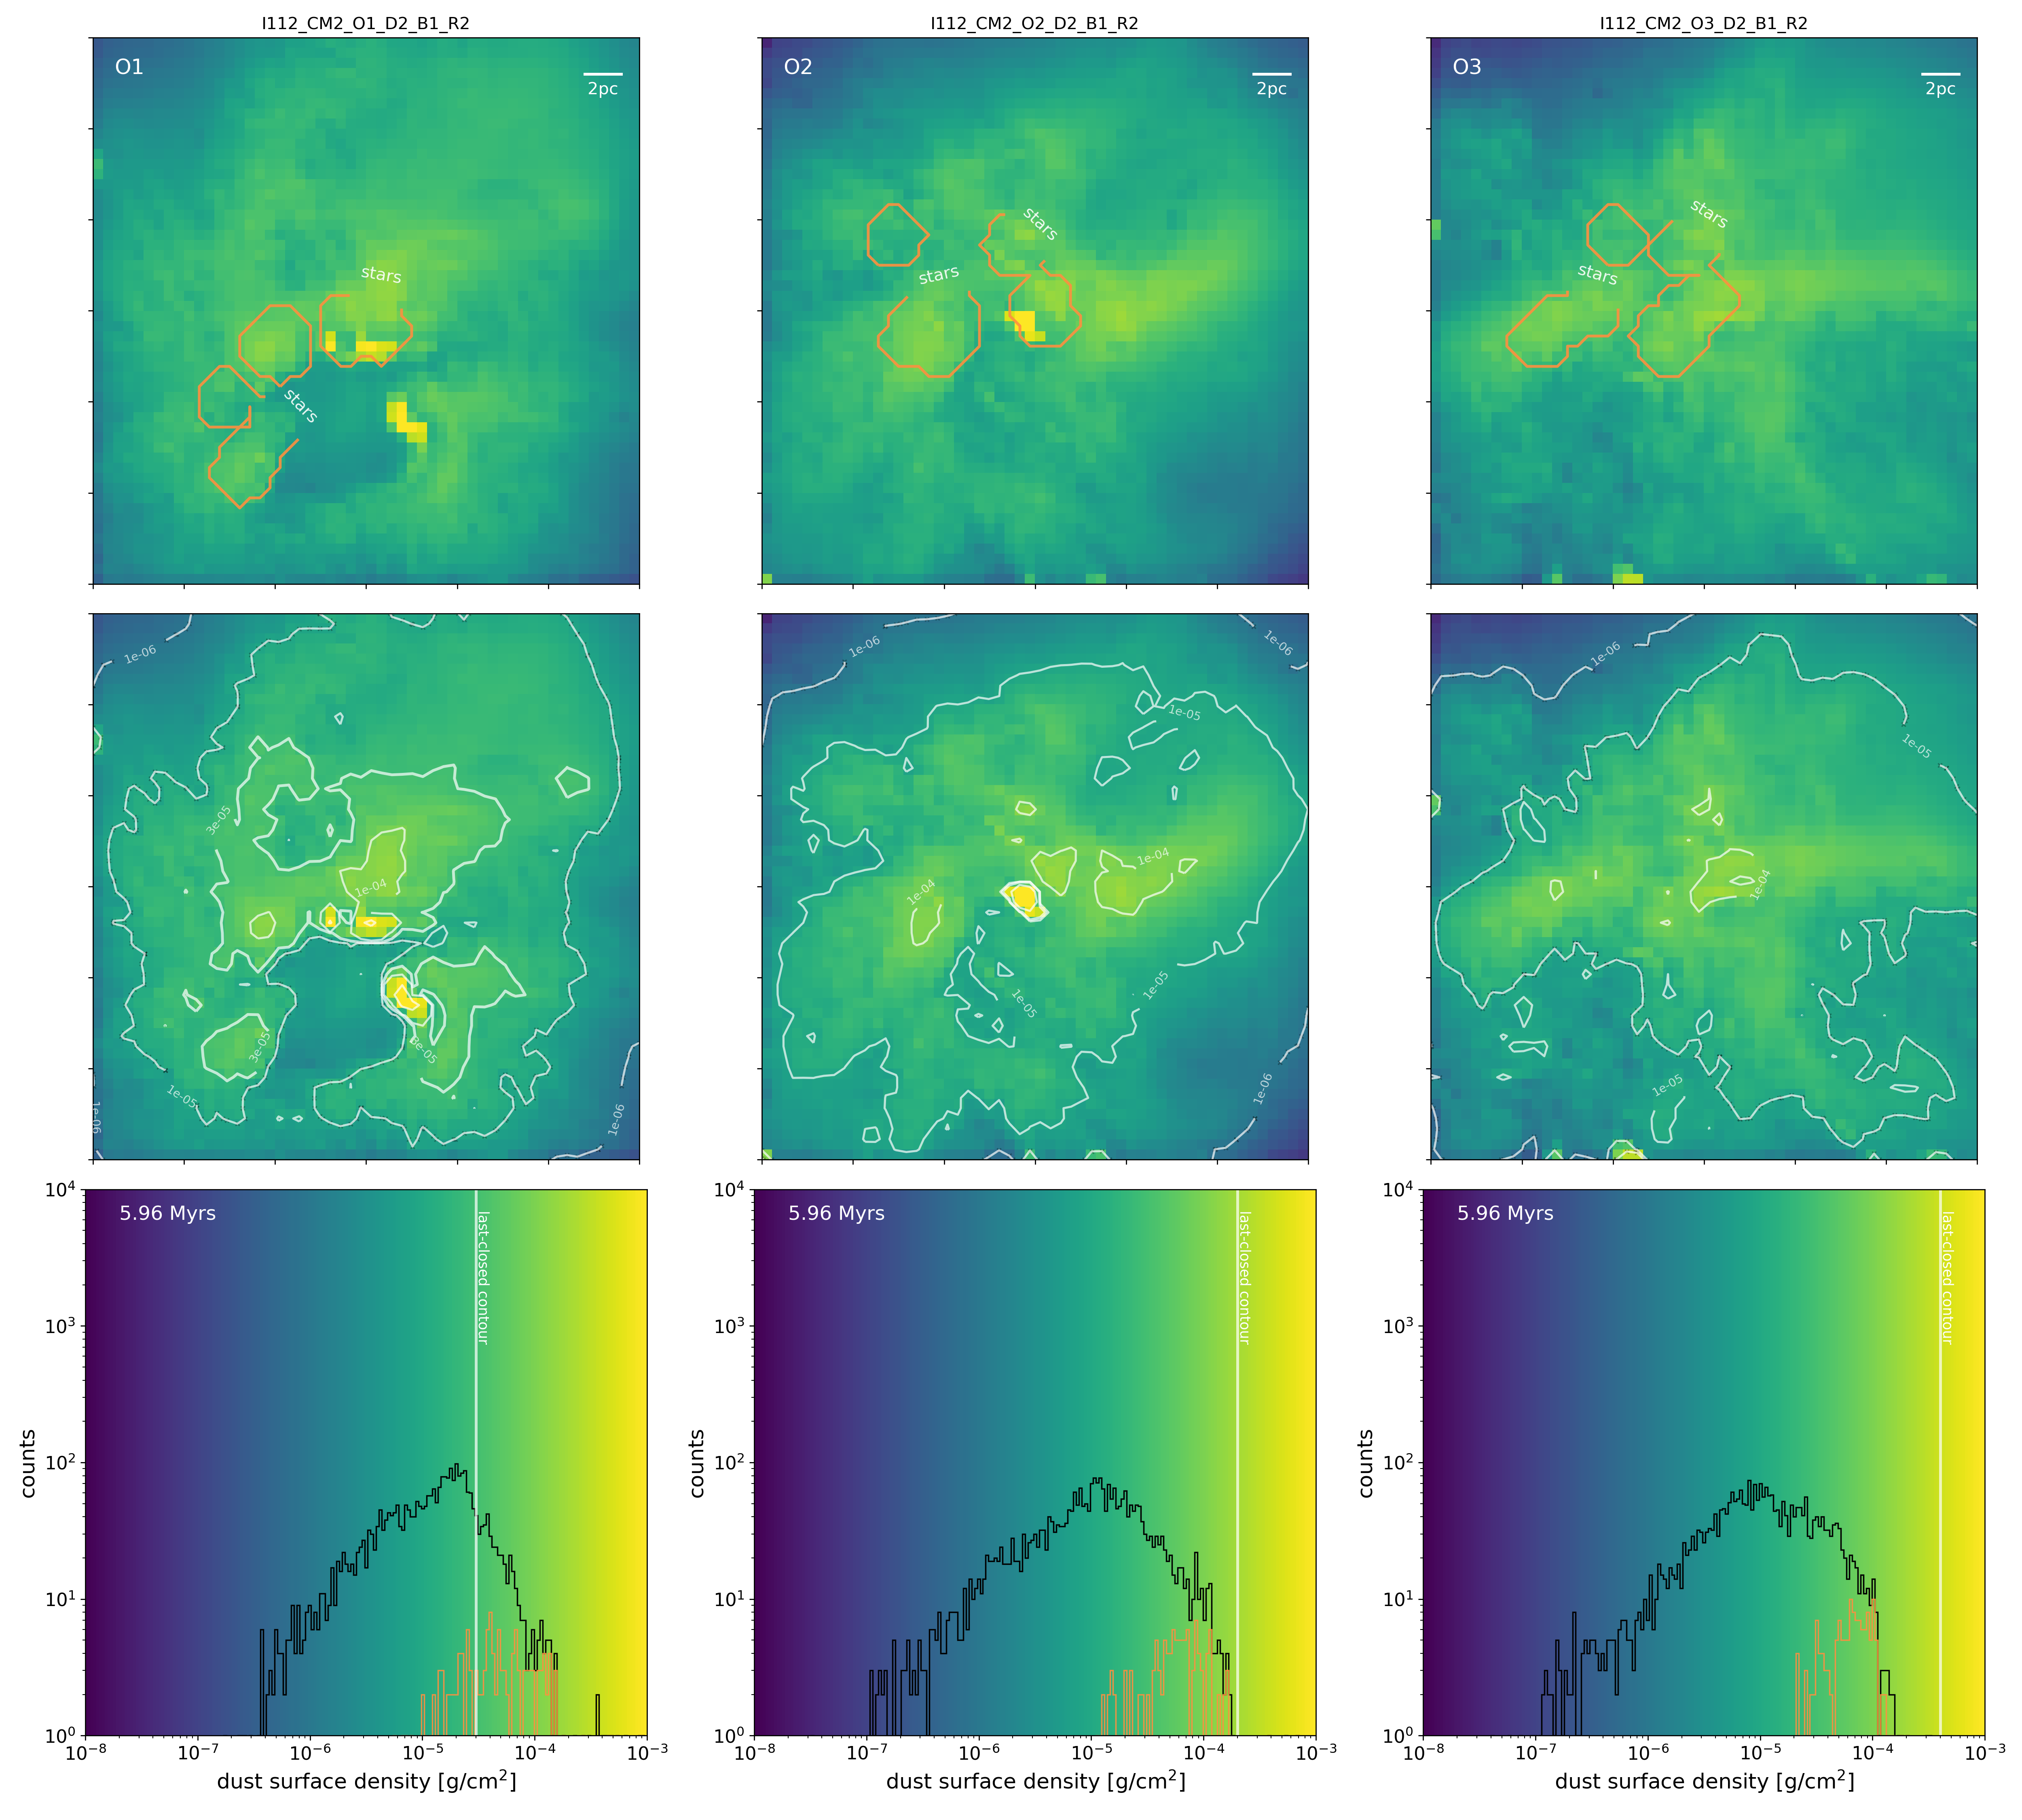 I112_CM2_O1_D2_B1_R2
I112_CM2_O2_D2_B1_R2
I112_CM2_O3_D2_B1_R2
O1
2pc
stars
stars
O2
2pc
stars
stars
O3
2pc
stars
stars
1e-06
3e-05
1e-04
3e-05
3e-05
1e-05
1e-06
1e-06
1e-06
1e-06
1e-05
1e-04
1e-04
1e-05
1e-05
1e-06
1e-06
1e-05
1e-04
1e-05
5.96 Myrs
last-closed contour
counts
10⁴
10³
10²
10¹
10⁰
10⁻⁸
10⁻⁷
10⁻⁶
10⁻⁵
10⁻⁴
10⁻³
dust surface density [g/cm²]
5.96 Myrs
last-closed contour
counts
10⁴
10³
10²
10¹
10⁰
10⁻⁸
10⁻⁷
10⁻⁶
10⁻⁵
10⁻⁴
10⁻³
dust surface density [g/cm²]
5.96 Myrs
last-closed contour
counts
10⁴
10³
10²
10¹
10⁰
10⁻⁸
10⁻⁷
10⁻⁶
10⁻⁵
10⁻⁴
10⁻³
dust surface density [g/cm²]